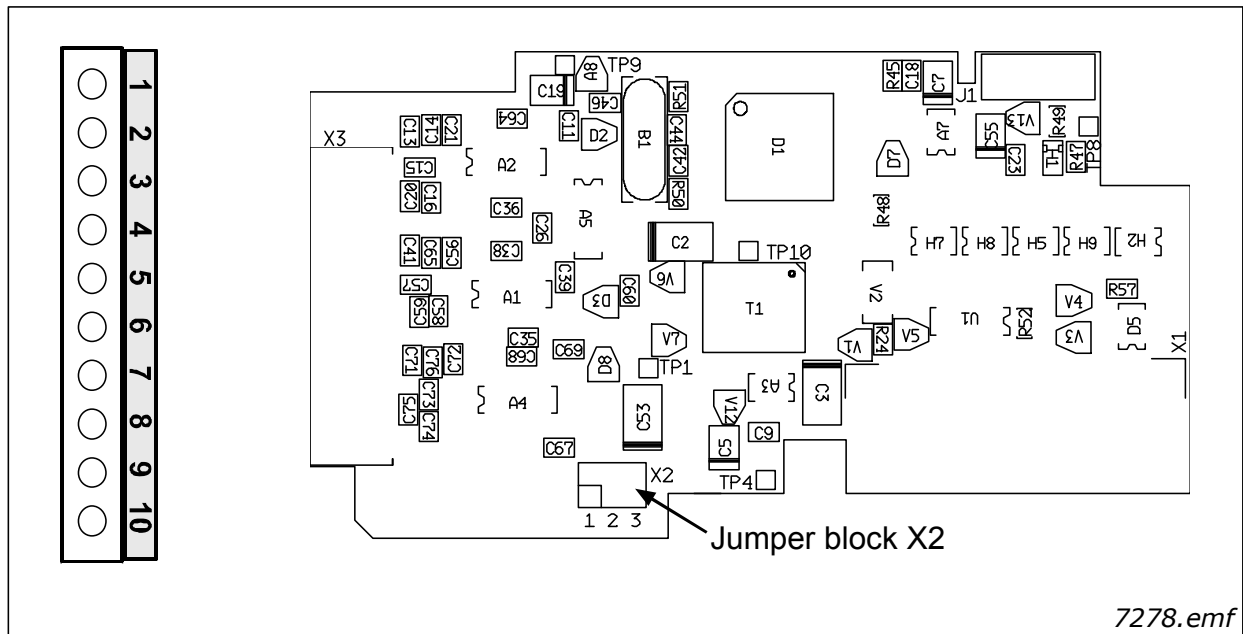 1
2
3
4
5
6
7
8
9
10
X3
C19
A8
TP9
C46
C64
C11
D2
B1
R51
C44
C42
R50
D1
R45
C18
C7
J1
A7
D7
C55
V13
C23
R49
H1
R47
TP8
C13
C14
C21
C15
C20
C16
A2
C36
A5
C26
C38
C41
C65
C56
C57
C59
C58
A1
C39
D3
C60
C2
V6
TP10
T1
R48
H7
H8
H5
H9
H2
V2
V1
R24
V5
U1
R52
V4
V3
R57
D5
X1
C35
C68
C69
D8
V7
TP1
C71
C76
C72
C73
C75
C74
A4
C53
C67
V12
A3
C3
C5
C9
TP4
X2
1 2 3
Jumper block X2
7278.emf